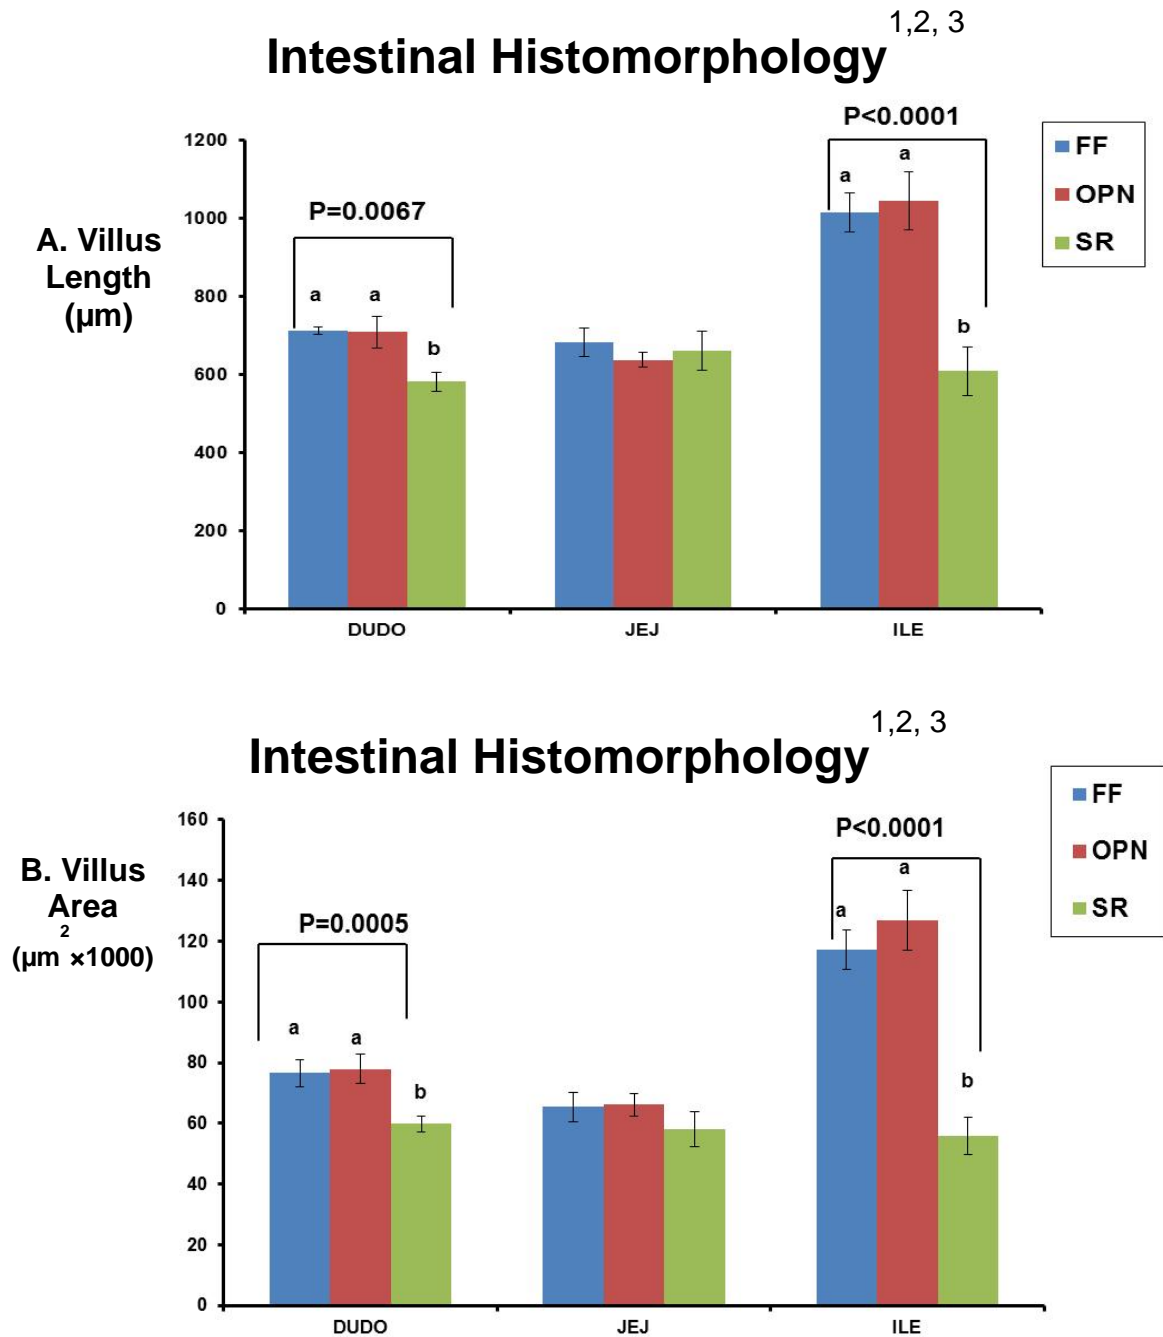 Intestinal Histomorphology 1,2, 3
A. Villus
Length
(µm)
1200
1000
800
600
400
200
0
P=0.0067
a
a
b
P<0.0001
a
a
b
DUDO
JEJ
ILE
FF
OPN
SR
Intestinal Histomorphology 1,2, 3
B. Villus
Area
(µm 2 ×1000)
160
140
120
100
80
60
40
20
0
P=0.0005
a
a
b
P<0.0001
a
a
b
DUDO
JEJ
ILE
FF
OPN
SR